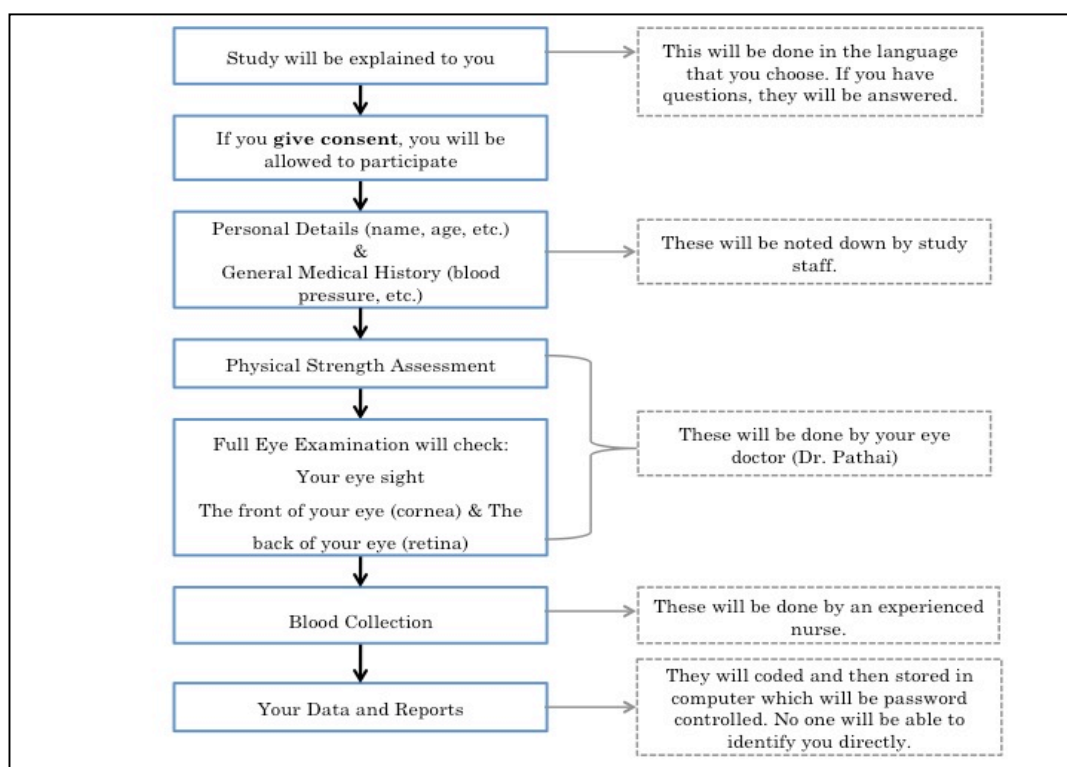 Study will be explained to you
This will be done in the language
that you choose. If you have
questions, they will be answered.
If you give consent, you will be
allowed to participate
Personal Details (name, age, etc.)
&
General Medical History (blood
pressure, etc.)
These will be noted down by study
staff.
Physical Strength Assessment
Full Eye Examination will check:
Your eye sight
The front of your eye (cornea) & The
back of your eye (retina)
These will be done by your eye
doctor (Dr. Pathai)
Blood Collection
These will be done by an experienced
nurse.
Your Data and Reports
They will coded and then stored in
computer which will be password
controlled. No one will be able to
identify you directly.